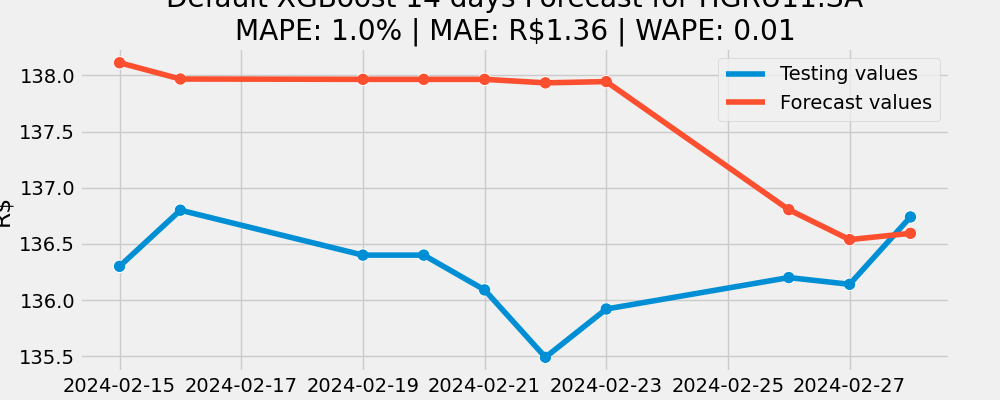 Default XGBoost 14 days Forecast for HGRU11.SA
MAPE: 1.0% | MAE: R$1.36 | WAPE: 0.01
138.0
137.5
137.0
136.5
136.0
135.5
R$
Testing values
Forecast values
2024-02-15 2024-02-17 2024-02-19 2024-02-21 2024-02-23 2024-02-25 2024-02-27